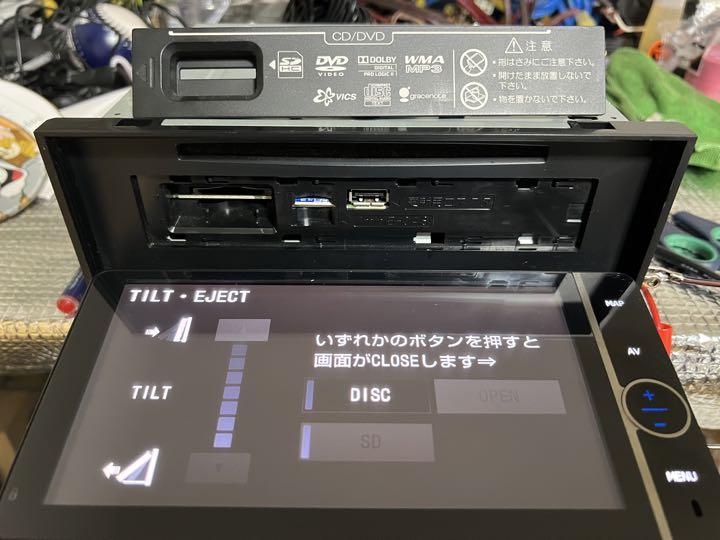 CD/DVD
SD HC
DVD VIDEO
DOLBY DIGITAL PRO LOGIC II
WMA MP3
VICS
disc
gracenote
注意
・指はさみにご注意下さい。
・開けたまま放置しないで
下さい。
・物を置かないで下さい。
TILT・EJECT
いずれかのボタンを押すと
画面がCLOSEします⇒
TILT
DISC
OPEN
SD
MAP
AV
MENU